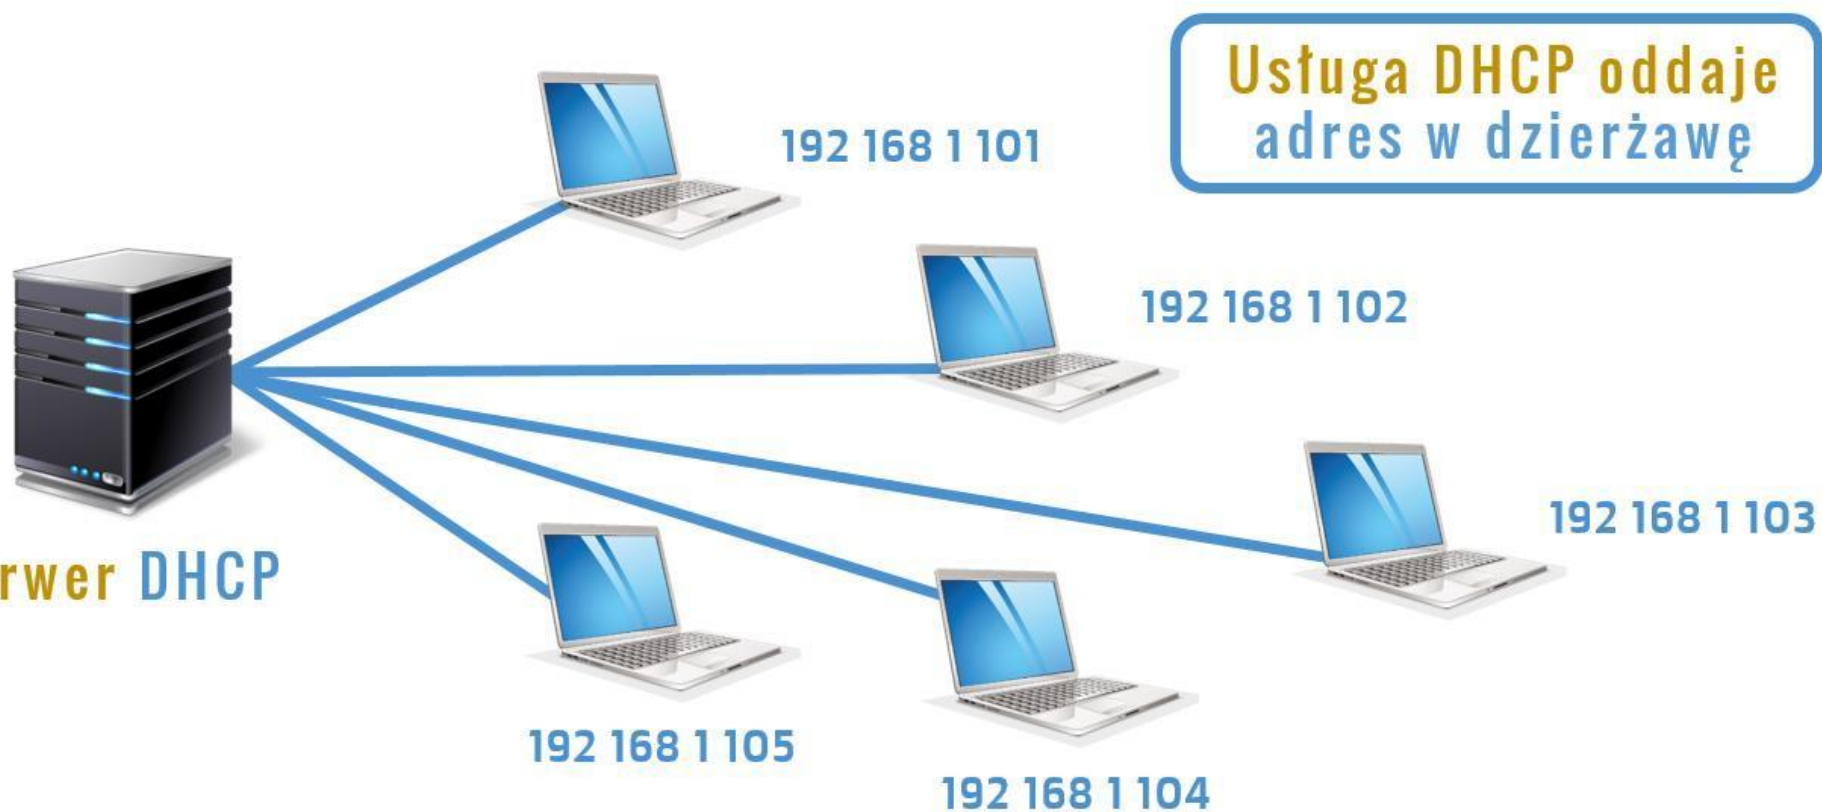 Usługa DHCP oddaje
adres w dzierżawę
192 168 1 101
192 168 1 102
192 168 1 103
rwer DHCP
192 168 1 105
192 168 1 104